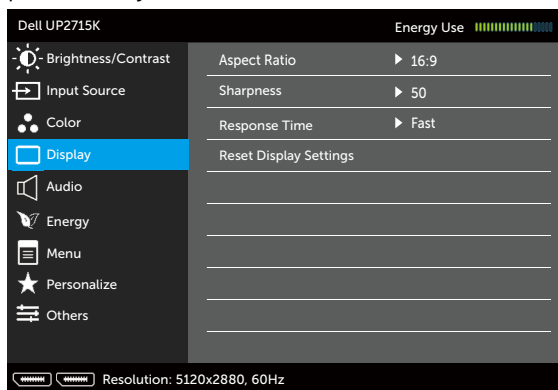 Dell UP2715K Energy Use
Brightness/Contrast Aspect Ratio 16:9
Input Source Sharpness 50
Color Response Time Fast
Display Reset Display Settings
Audio
Energy
Menu
Personalize
Others
Resolution: 5120x2880, 60Hz